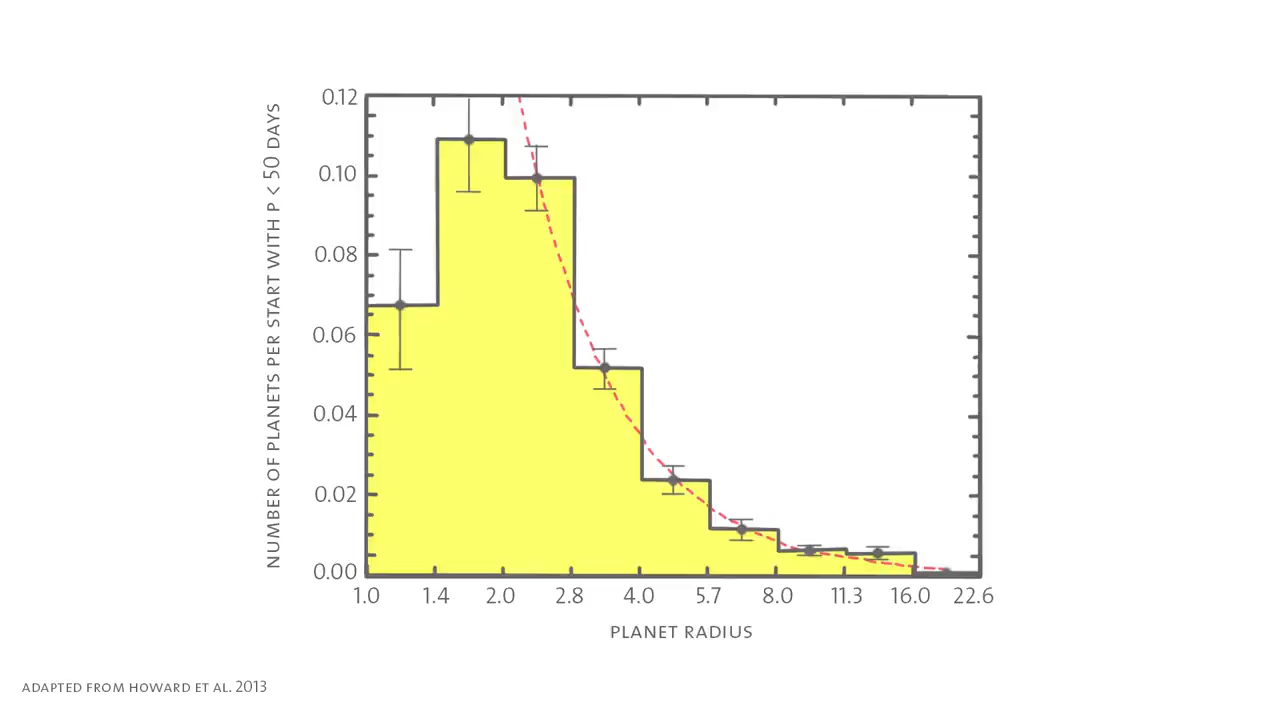 NUMBER OF PLANETS PER START WITH P < 50 DAYS
0.12
0.10
0.08
0.06
0.04
0.02
0.00
1.0 1.4 2.0 2.8 4.0 5.7 8.0 11.3 16.0 22.6
PLANET RADIUS
ADAPTED FROM HOWARD ET AL. 2013